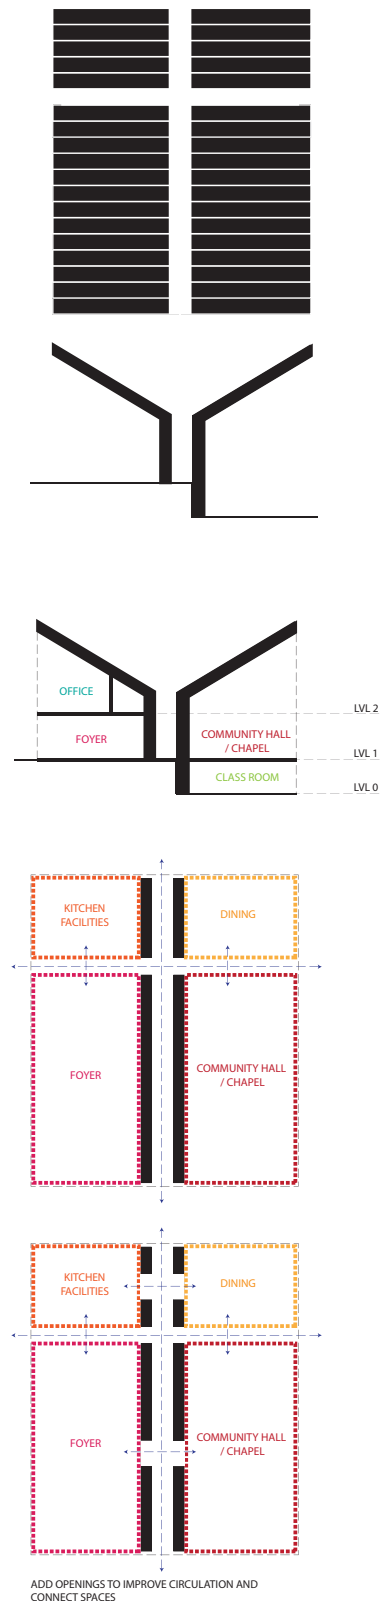 OFFICE
LVL 2
FOYER
COMMUNITY HALL
/ CHAPEL
LVL 1
CLASS ROOM
LVL 0
KITCHEN
FACILITIES
DINING
FOYER
COMMUNITY HALL
/ CHAPEL
KITCHEN
FACILITIES
DINING
FOYER
COMMUNITY HALL
/ CHAPEL
ADD OPENINGS TO IMPROVE CIRCULATION AND
CONNECT SPACES